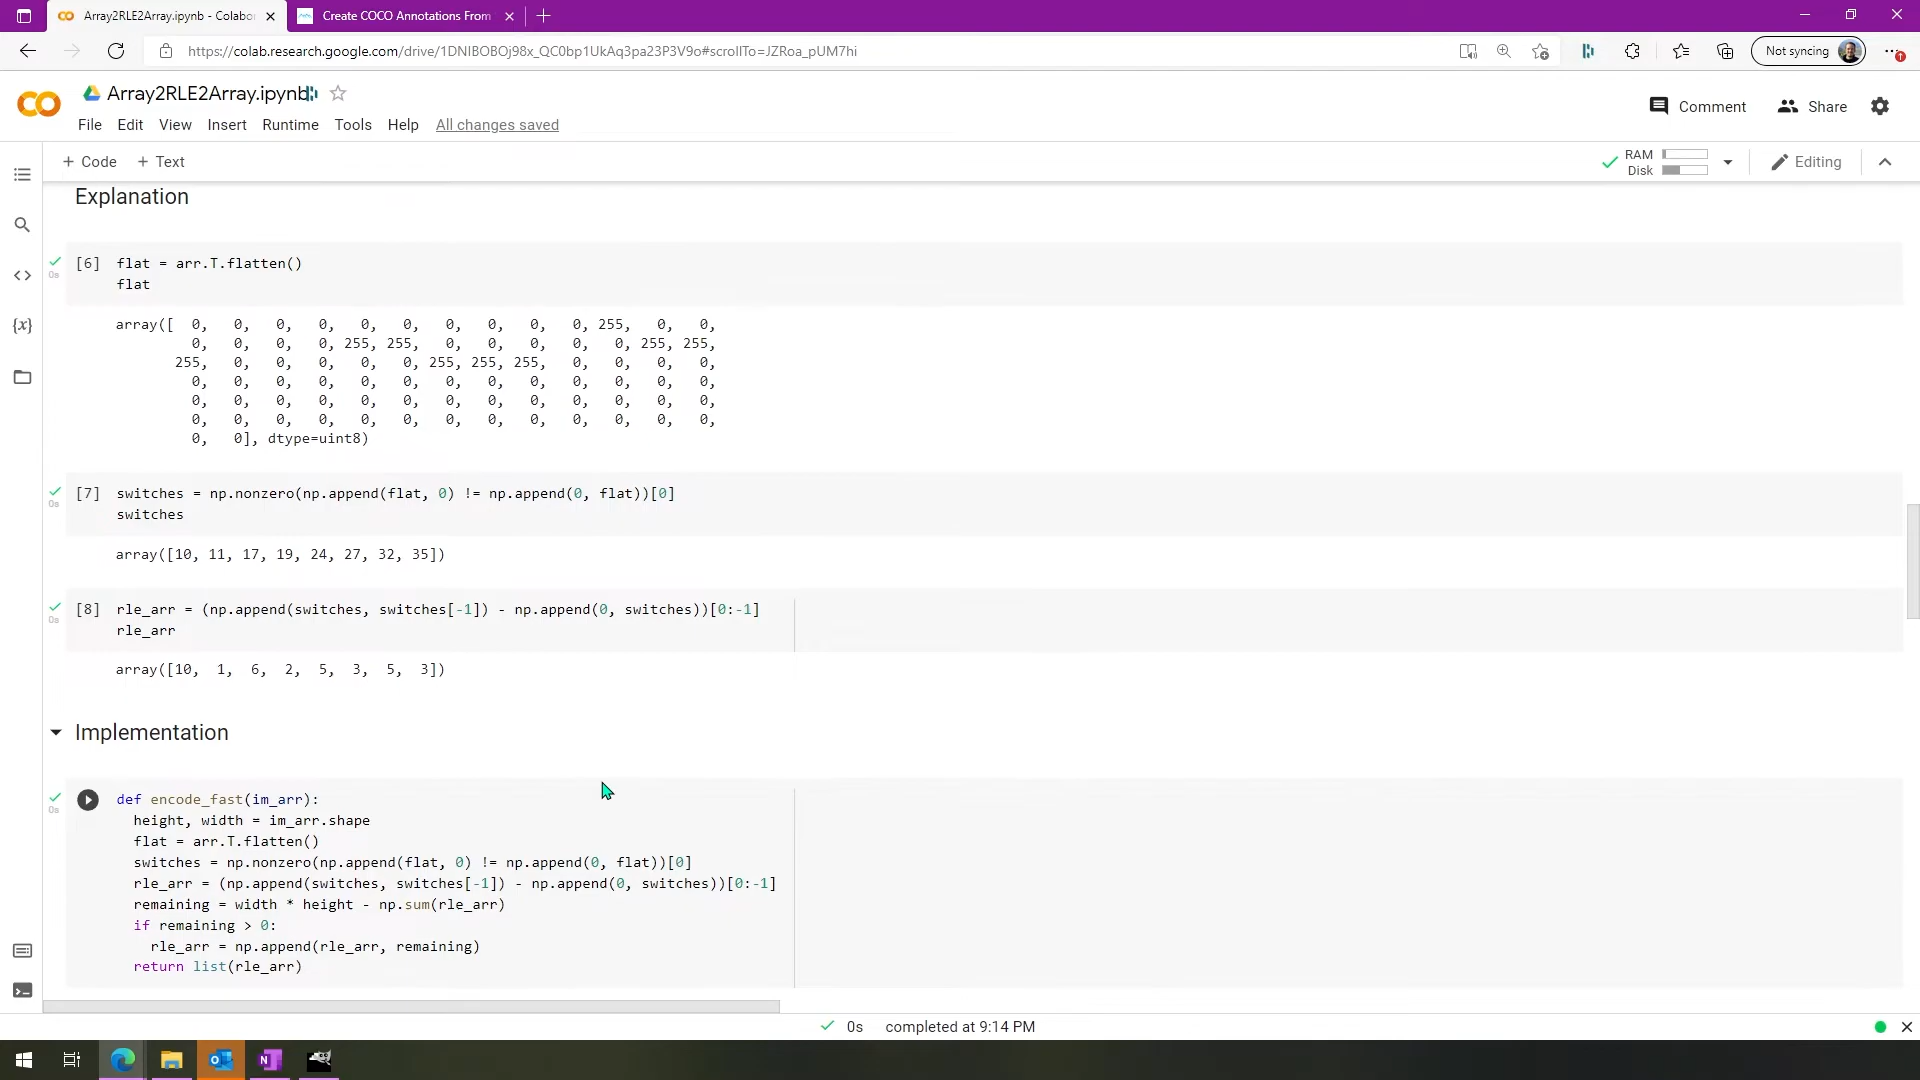 Array2RLE2Array.ipynb - Colabor
Create COCO Annotations From
https://colab.research.google.com/drive/1DNIBOBOj98x_QC0bp1UkAq3pa23P3V9o#scrollTo=JZRoa_pUM7hi
Not syncing
Array2RLE2Array.ipynb
Comment
Share
File Edit View Insert Runtime Tools Help All changes saved
+ Code + Text
RAM
Disk
Editing
Explanation
[6] flat = arr.T.flatten()
flat
0s
array([  0,   0,   0,   0,   0,   0,   0,   0,   0,   0, 255,   0,   0,
0,   0,   0,   0, 255, 255,   0,   0,   0,   0,   0, 255, 255,
255,   0,   0,   0,   0,   0, 255, 255, 255,   0,   0,   0,   0,
0,   0,   0,   0,   0,   0,   0,   0,   0,   0,   0,   0,   0,
0,   0,   0,   0,   0,   0,   0,   0,   0,   0,   0,   0,   0,
0,   0,   0,   0,   0,   0,   0,   0,   0,   0,   0,   0,   0,
0,   0], dtype=uint8)
[7] switches = np.nonzero(np.append(flat, 0) != np.append(0, flat))[0]
switches
0s
array([10, 11, 17, 19, 24, 27, 32, 35])
[8] rle_arr = (np.append(switches, switches[-1]) - np.append(0, switches))[0:-1]
rle_arr
0s
array([10,  1,  6,  2,  5,  3,  5,  3])
Implementation
def encode_fast(im_arr):
0s
height, width = im_arr.shape
flat = arr.T.flatten()
switches = np.nonzero(np.append(flat, 0) != np.append(0, flat))[0]
rle_arr = (np.append(switches, switches[-1]) - np.append(0, switches))[0:-1]
remaining = width * height - np.sum(rle_arr)
if remaining > 0:
rle_arr = np.append(rle_arr, remaining)
return list(rle_arr)
0s completed at 9:14 PM